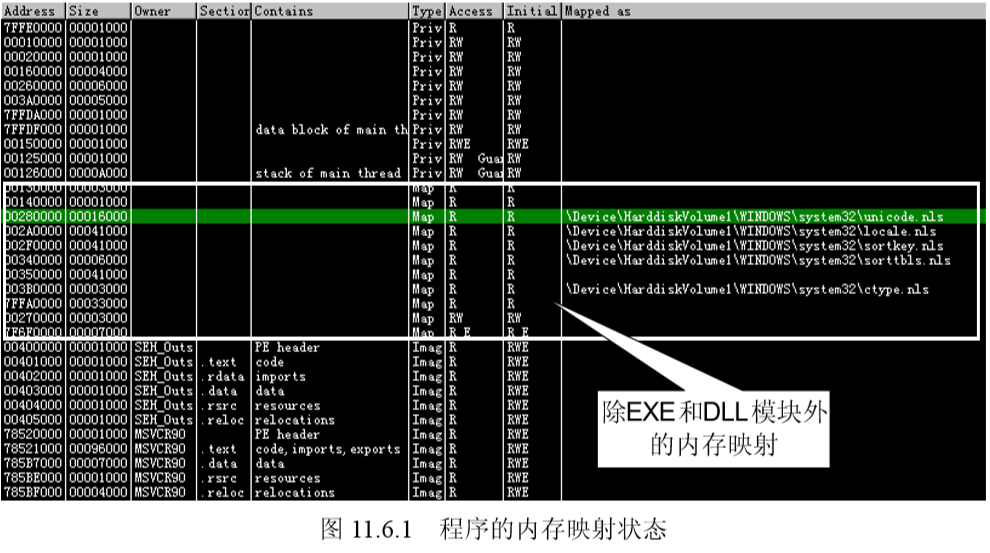 Address Size Owner Section Contains Type Access Initial Mapped as
7FFE0000 00001000 Priv R R
00010000 00001000 Priv RW RW
00020000 00001000 Priv RW RW
00160000 00004000 Priv RW RW
00260000 00006000 Priv RW RW
003A0000 00005000 Priv RW RW
7FFDA000 00001000 Priv RW RW
7FFDF000 00001000 data block of main th Priv RW RW
00150000 00001000 Priv RWE RWE
00125000 00001000 Priv RW Gua RW
00126000 0000A000 stack of main thread Priv RW Gua RW
00130000 00003000 Map R R
00140000 00001000 Map R R
00280000 00016000 Map R R \Device\HarddiskVolume1\WINDOWS\system32\unicode.nls
002A0000 00041000 Map R R \Device\HarddiskVolume1\WINDOWS\system32\locale.nls
002F0000 00041000 Map R R \Device\HarddiskVolume1\WINDOWS\system32\sortkey.nls
00340000 00006000 Map R R \Device\HarddiskVolume1\WINDOWS\system32\sorttbls.nls
00350000 00041000 Map R R
003B0000 00003000 Map R R \Device\HarddiskVolume1\WINDOWS\system32\ctype.nls
7FFA0000 00033000 Map R R
00270000 00003000 Map RW RW
7F6F0000 00007000 Map R E R E
00400000 00001000 SEH_Outs PE header Imag R RWE
00401000 00001000 SEH_Outs .text code Imag R RWE
00402000 00001000 SEH_Outs .rdata imports Imag R RWE
00403000 00001000 SEH_Outs .data data Imag R RWE
00404000 00001000 SEH_Outs .rsrc resources Imag R RWE
00405000 00001000 SEH_Outs .reloc relocations Imag R RWE
78520000 00001000 MSVCR90 PE header Imag R RWE
78521000 00096000 MSVCR90 .text code,imports,exports Imag R RWE
785B7000 00007000 MSVCR90 .data data Imag R RWE
785BE000 00001000 MSVCR90 .rsrc resources Imag R RWE
785BF000 00004000 MSVCR90 .reloc relocations Imag R RWE
除EXE和DLL模块外
的内存映射
图 11.6.1 程序的内存映射状态